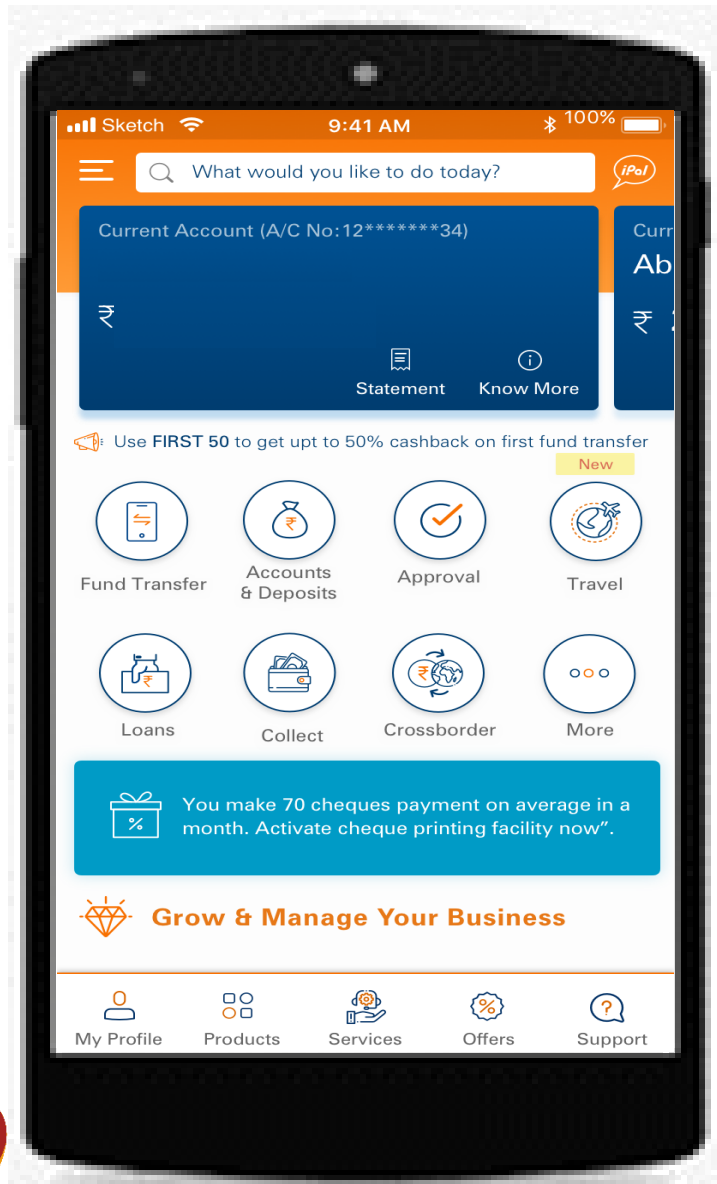 Sketch 9:41 AM 100%
What would you like to do today? iPal
Current Account (A/C No:12*******34) Curr
Ab
₹ ₹
Statement Know More
Use FIRST 50 to get upt to 50% cashback on first fund transfer
New
Fund Transfer Accounts & Deposits Approval Travel
Loans Collect Crossborder More
You make 70 cheques payment on average in a
month. Activate cheque printing facility now”.
Grow & Manage Your Business
My Profile Products Services Offers Support